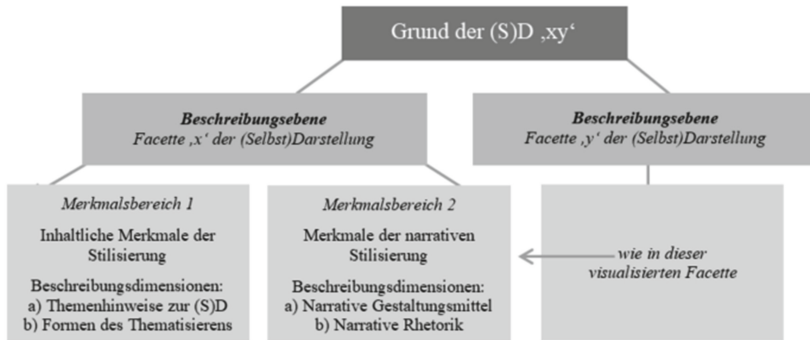 Grund der (S)D ‚xy‘
Beschreibungsebene
Facette ‚x‘ der (Selbst)Darstellung
Beschreibungsebene
Facette ‚y‘ der (Selbst)Darstellung
Merkmalsbereich 1
Inhaltliche Merkmale der
Stilisierung
Beschreibungsdimensionen:
a) Themenhinweise zur (S)D
b) Formen des Thematisierens
Merkmalsbereich 2
Merkmale der narrativen
Stilisierung
Beschreibungsdimensionen:
a) Narrative Gestaltungsmittel
b) Narrative Rhetorik
wie in dieser
visualisierten Facette